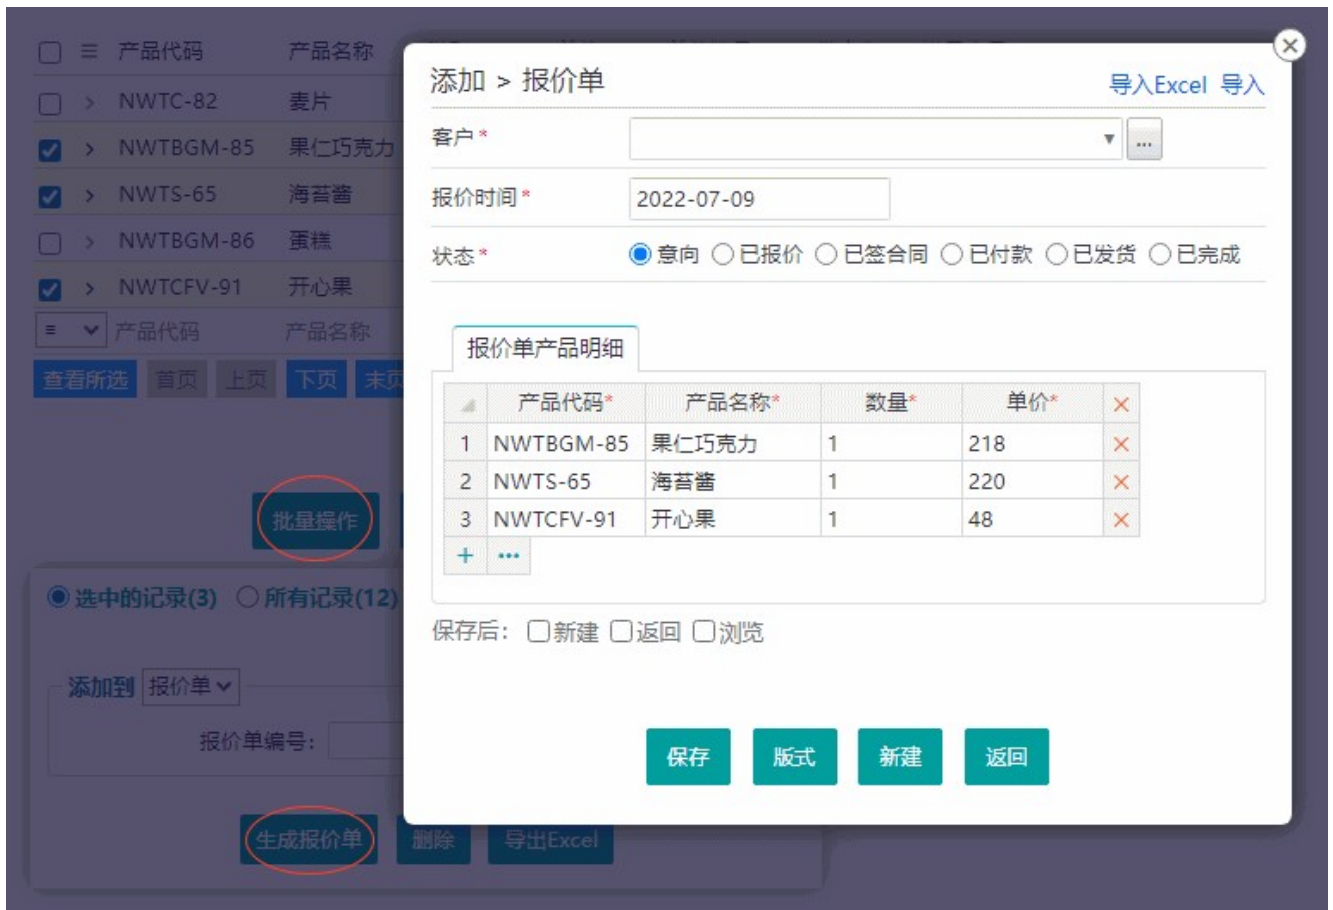 产品代码 产品名称
NWTC-82 麦片
NWTBGM-85 果仁巧克力
NWTS-65 海苔酱
NWTBGM-86 蛋糕
NWTCFV-91 开心果
产品代码 产品名称
查看所选 首页 上页 下页 末页
批量操作
选中的记录(3) 所有记录(12)
添加到 报价单
报价单编号:
生成报价单 删除 导出Excel
添加 > 报价单 导入Excel 导入
客户* ...
报价时间* 2022-07-09
状态* 意向 已报价 已签合同 已付款 已发货 已完成
报价单产品明细
产品代码* 产品名称* 数量* 单价*
1 NWTBGM-85 果仁巧克力 1 218
2 NWTS-65 海苔酱 1 220
3 NWTCFV-91 开心果 1 48
+ •••
保存后: 新建 返回 浏览
保存 版式 新建 返回